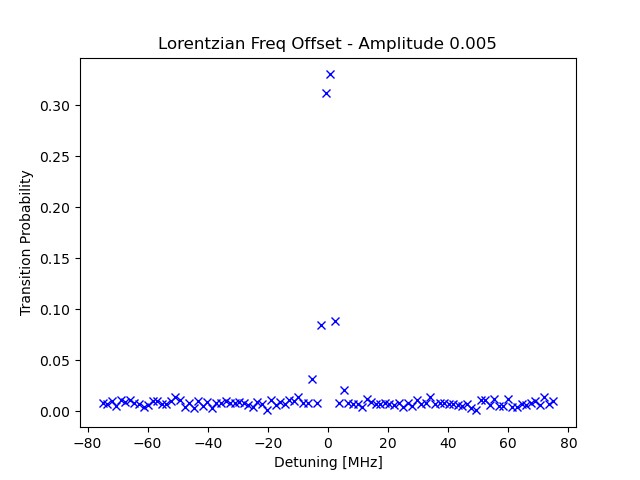 Lorentzian Freq Offset - Amplitude 0.005
Transition Probability
0.30
0.25
0.20
0.15
0.10
0.05
0.00
−80 −60 −40 −20 0 20 40 60 80
Detuning [MHz]